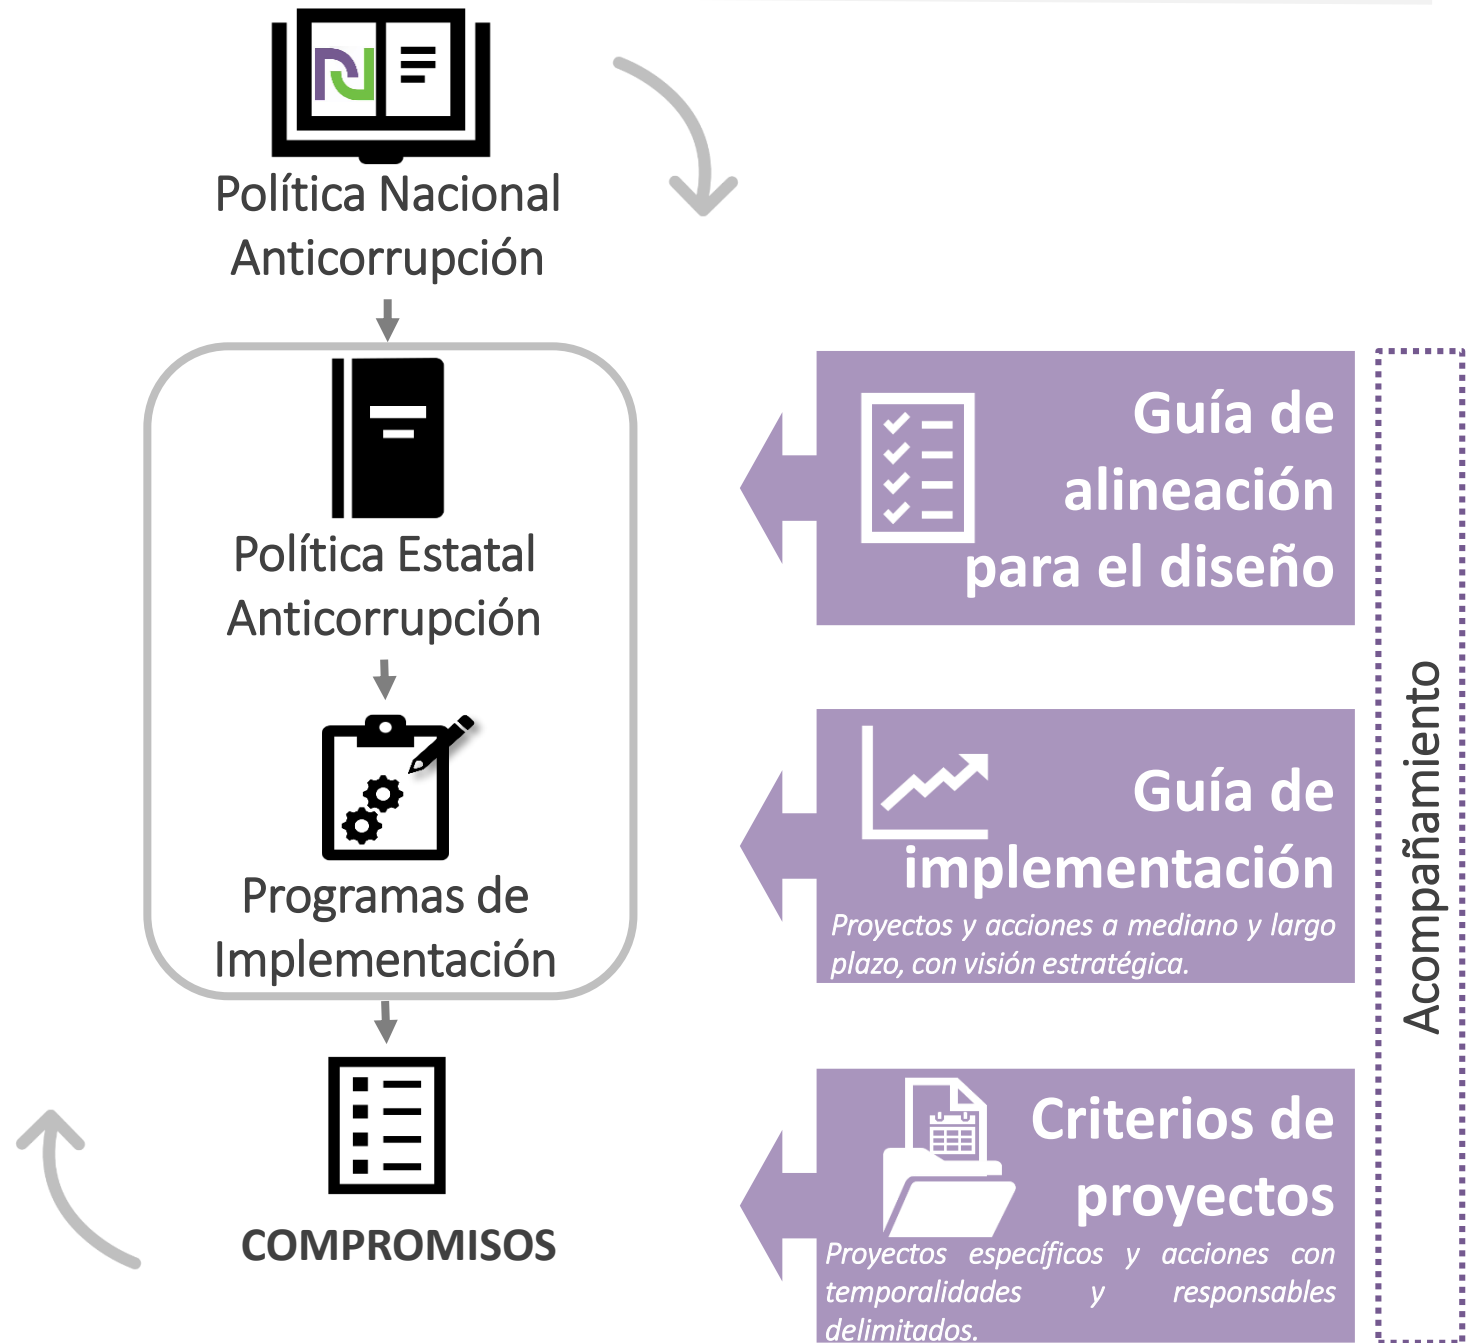 Política Nacional
Anticorrupción
Política Estatal
Anticorrupción
Programas de
Implementación
COMPROMISOS
Guía de
alineación
para el diseño
Guía de
implementación
Proyectos y acciones a mediano y largo
plazo, con visión estratégica.
Criterios de
proyectos
Proyectos específicos y acciones con
temporalidades y responsables
delimitados.
Acompañamiento